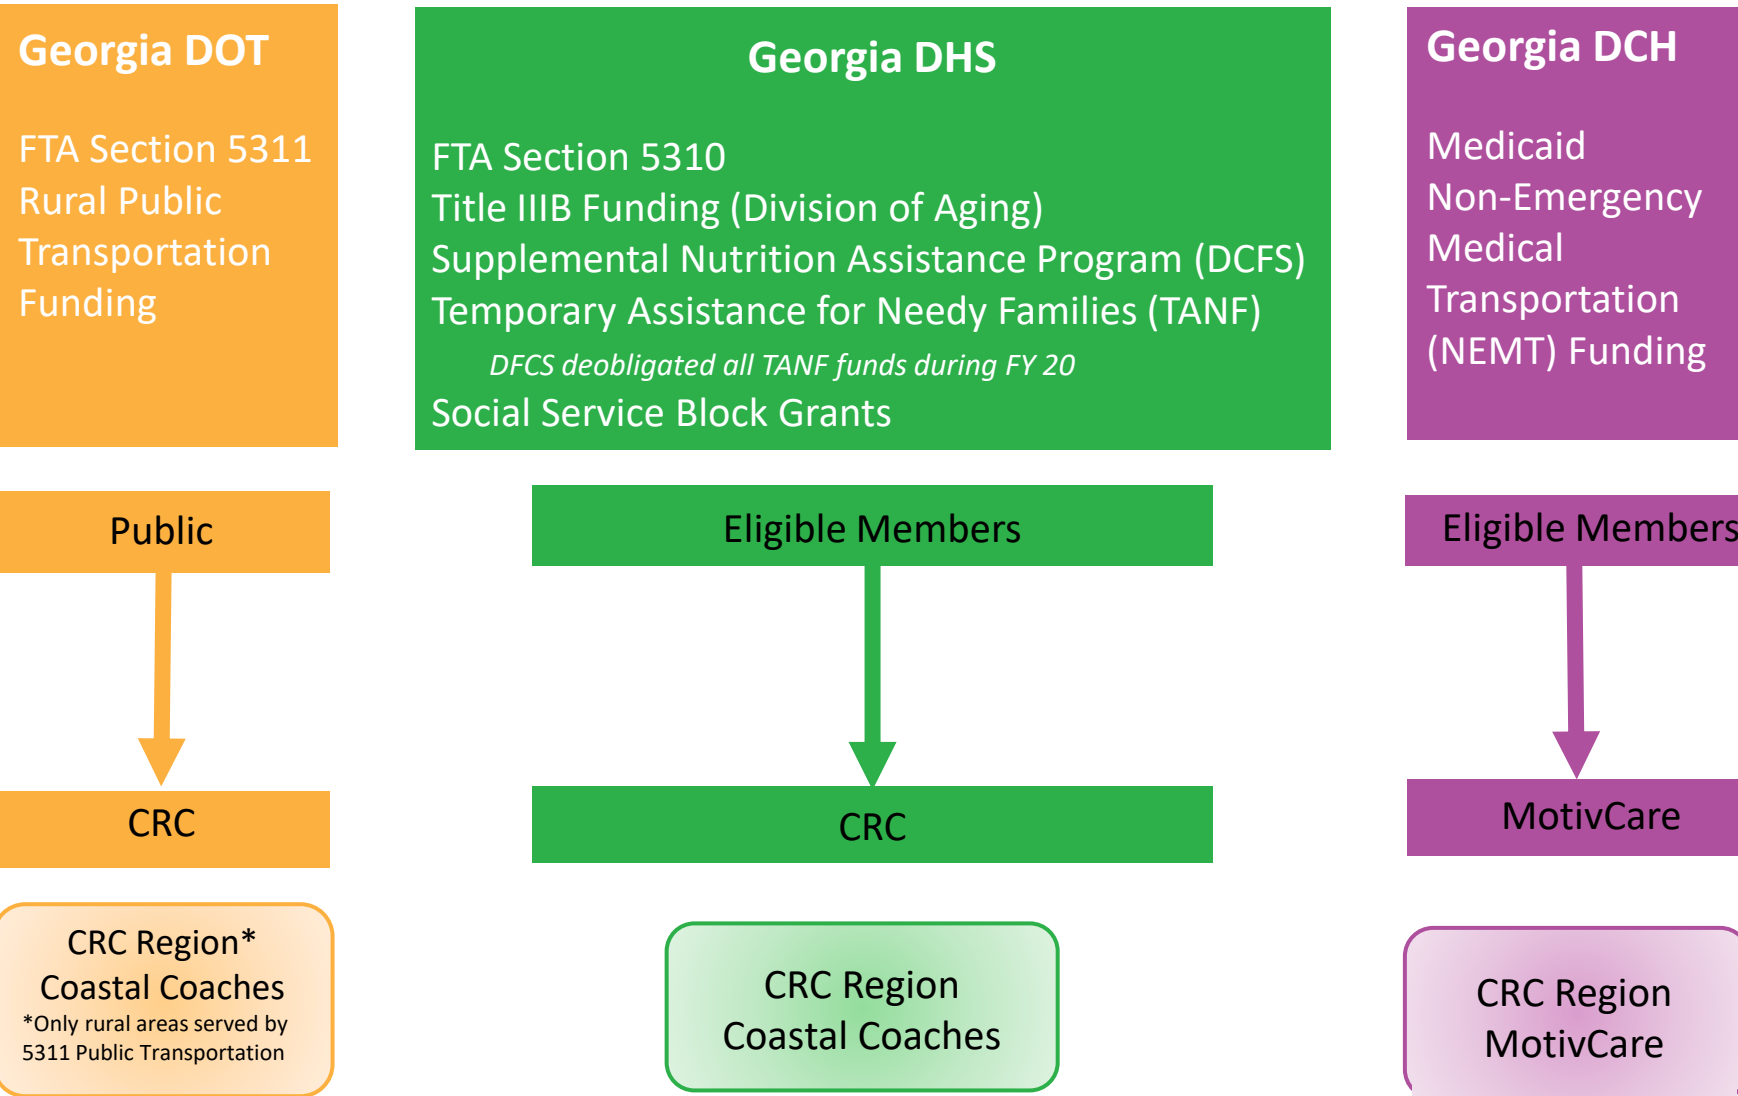 Georgia DOT
FTA Section 5311
Rural Public
Transportation
Funding
Public
CRC
CRC Region*
Coastal Coaches
*Only rural areas served by
5311 Public Transportation
Georgia DHS
FTA Section 5310
Title IIIB Funding (Division of Aging)
Supplemental Nutrition Assistance Program (DCFS)
Temporary Assistance for Needy Families (TANF)
DFCS deobligated all TANF funds during FY 20
Social Service Block Grants
Eligible Members
CRC
CRC Region
Coastal Coaches
Georgia DCH
Medicaid
Non-Emergency
Medical
Transportation
(NEMT) Funding
Eligible Members
MotivCare
CRC Region
MotivCare